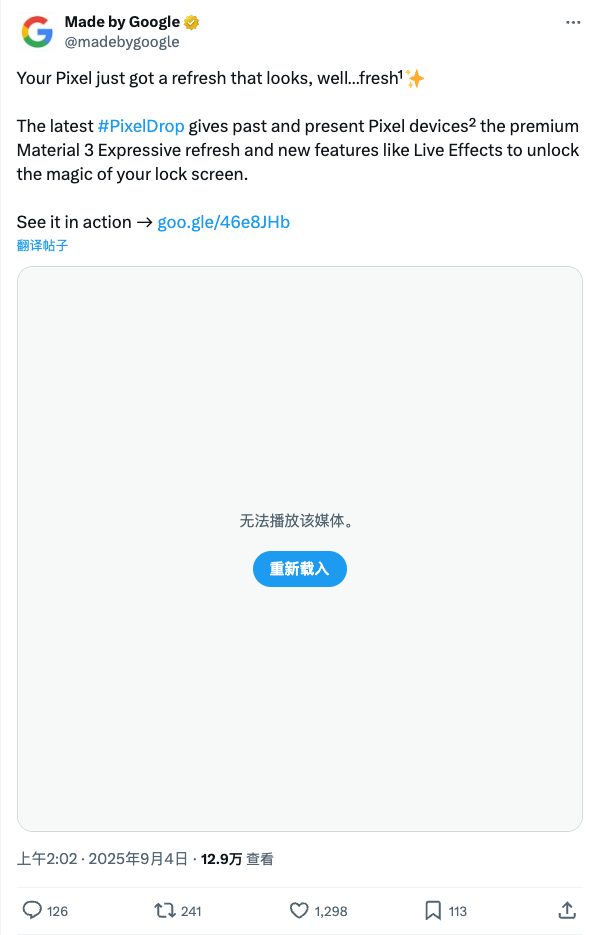 Made by Google
@madebygoogle
Your Pixel just got a refresh that looks, well...fresh¹✨
The latest #PixelDrop gives past and present Pixel devices² the premium
Material 3 Expressive refresh and new features like Live Effects to unlock
the magic of your lock screen.
See it in action → goo.gle/46e8JHb
翻译帖子
无法播放该媒体。
重新载入
上午2:02 · 2025年9月4日 · 12.9万 查看
126 241 1,298 113